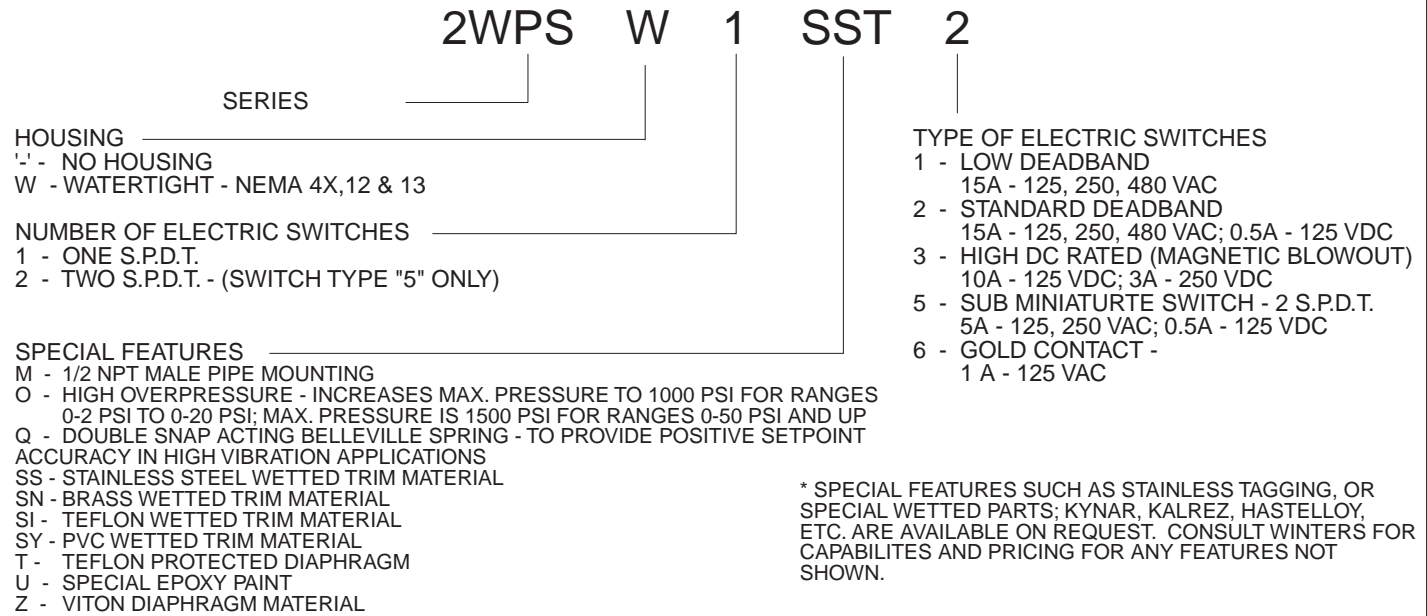 2WPS W 1 SST 2
SERIES
HOUSING
'-' - NO HOUSING
W - WATERTIGHT - NEMA 4X,12 & 13
NUMBER OF ELECTRIC SWITCHES
1 - ONE S.P.D.T.
2 - TWO S.P.D.T. - (SWITCH TYPE "5" ONLY)
SPECIAL FEATURES
M - 1/2 NPT MALE PIPE MOUNTING
O - HIGH OVERPRESSURE - INCREASES MAX. PRESSURE TO 1000 PSI FOR RANGES
0-2 PSI TO 0-20 PSI; MAX. PRESSURE IS 1500 PSI FOR RANGES 0-50 PSI AND UP
Q - DOUBLE SNAP ACTING BELLEVILLE SPRING - TO PROVIDE POSITIVE SETPOINT
ACCURACY IN HIGH VIBRATION APPLICATIONS
SS - STAINLESS STEEL WETTED TRIM MATERIAL
SN - BRASS WETTED TRIM MATERIAL
SI - TEFLON WETTED TRIM MATERIAL
SY - PVC WETTED TRIM MATERIAL
T - TEFLON PROTECTED DIAPHRAGM
U - SPECIAL EPOXY PAINT
Z - VITON DIAPHRAGM MATERIAL
TYPE OF ELECTRIC SWITCHES
1 - LOW DEADBAND
15A - 125, 250, 480 VAC
2 - STANDARD DEADBAND
15A - 125, 250, 480 VAC; 0.5A - 125 VDC
3 - HIGH DC RATED (MAGNETIC BLOWOUT)
10A - 125 VDC; 3A - 250 VDC
5 - SUB MINIATURTE SWITCH - 2 S.P.D.T.
5A - 125, 250 VAC; 0.5A - 125 VDC
6 - GOLD CONTACT -
1 A - 125 VAC
* SPECIAL FEATURES SUCH AS STAINLESS TAGGING, OR
SPECIAL WETTED PARTS; KYNAR, KALREZ, HASTELLOY,
ETC. ARE AVAILABLE ON REQUEST. CONSULT WINTERS FOR
CAPABILITES AND PRICING FOR ANY FEATURES NOT
SHOWN.